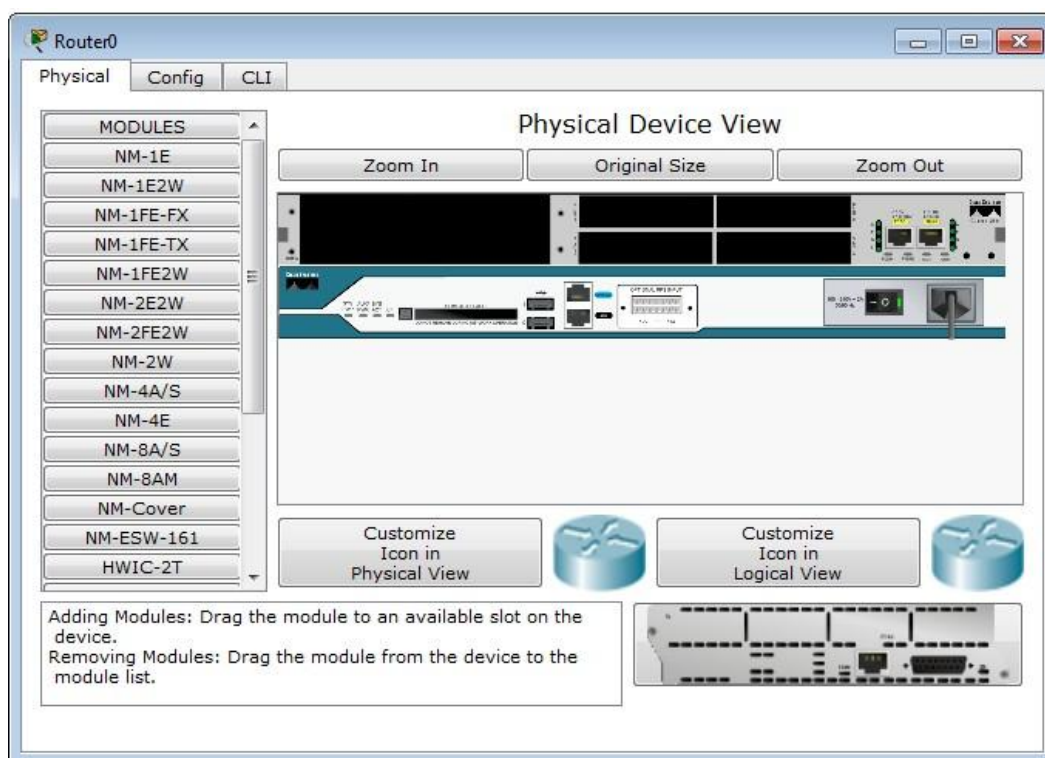 Router0
Physical
Config
CLI
MODULES
NM-1E
NM-1E2W
NM-1FE-FX
NM-1FE-TX
NM-1FE2W
NM-2E2W
NM-2FE2W
NM-2W
NM-4A/S
NM-4E
NM-8A/S
NM-8AM
NM-Cover
NM-ESW-161
HWIC-2T
Physical Device View
Zoom In
Original Size
Zoom Out
Customize
Icon in
Physical View
Customize
Icon in
Logical View
Adding Modules: Drag the module to an available slot on the
device.
Removing Modules: Drag the module from the device to the
module list.